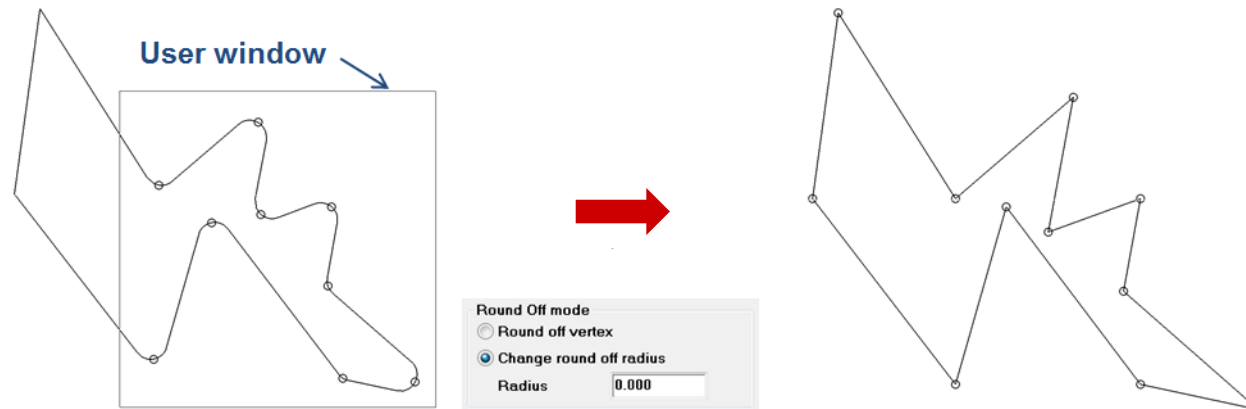 User window
Round Off mode
Round off vertex
Change round off radius
Radius 0.000